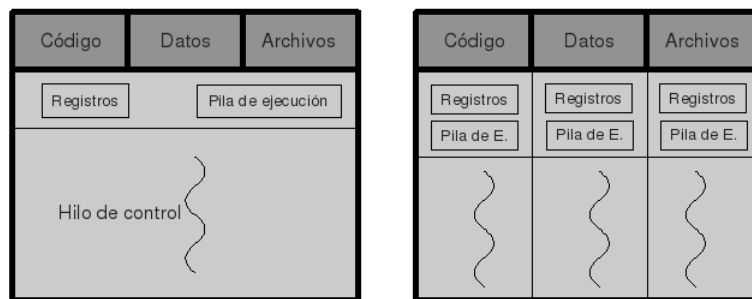 Código Datos Archivos
Registros Pila de ejecución
Hilo de control
Código Datos Archivos
Registros Registros Registros
Pila de E. Pila de E. Pila de E.